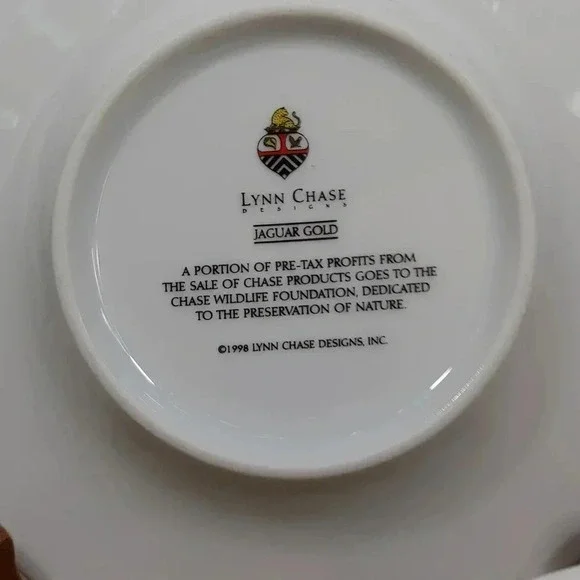 LYNN CHASE
DESIGNS
JAGUAR GOLD
A PORTION OF PRE-TAX PROFITS FROM
THE SALE OF CHASE PRODUCTS GOES TO THE
CHASE WILDLIFE FOUNDATION, DEDICATED
TO THE PRESERVATION OF NATURE.
©1998 LYNN CHASE DESIGNS, INC.